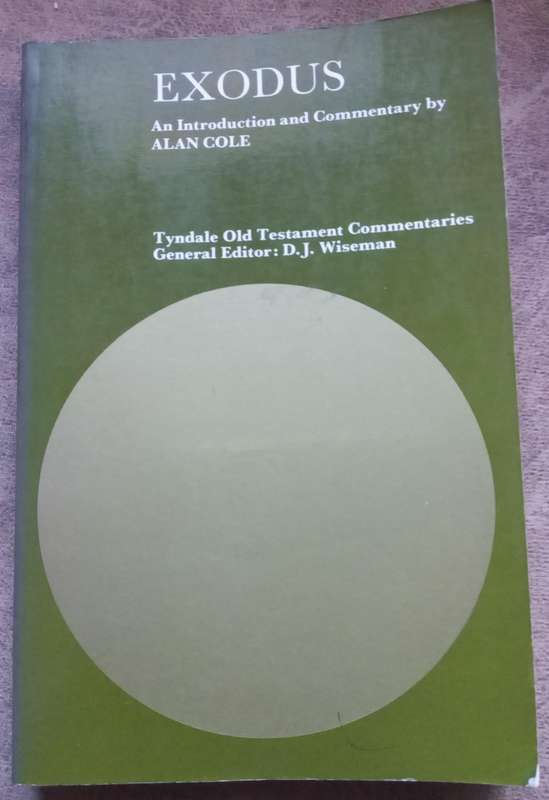 EXODUS
An Introduction and Commentary by
ALAN COLE
Tyndale Old Testament Commentaries
General Editor: D.J. Wiseman